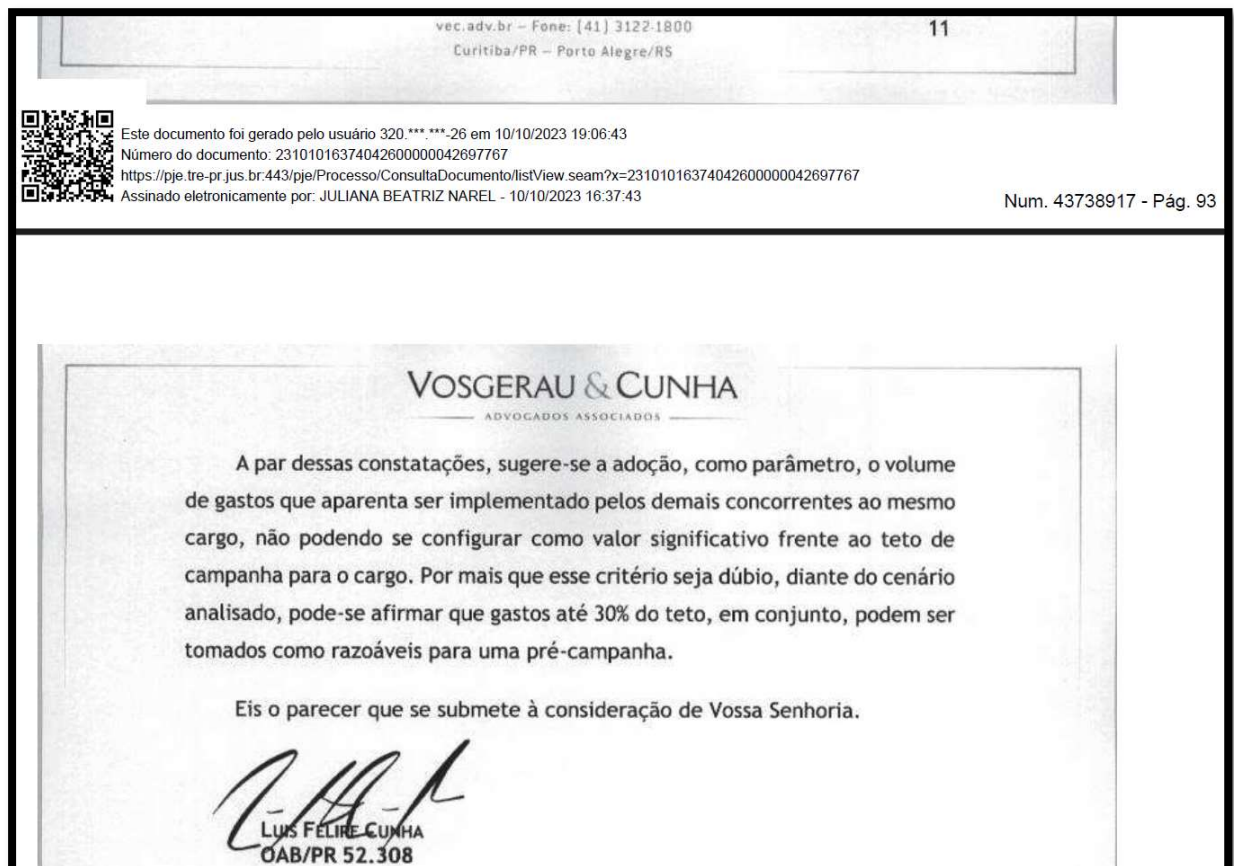 vec.adv.br – Fone: [41] 3122-1800
11
Curitiba/PR – Porto Alegre/RS
Este documento foi gerado pelo usuário 320.***.***-26 em 10/10/2023 19:06:43
Número do documento: 23101016374042600000042697767
https://pje.tre-pr.jus.br:443/pje/Processo/ConsultaDocumento/listView.seam?x=23101016374042600000042697767
Assinado eletronicamente por: JULIANA BEATRIZ NAREL - 10/10/2023 16:37:43
Num. 43738917 - Pág. 93
VOSGERAU & CUNHA
ADVOGADOS ASSOCIADOS
A par dessas constatações, sugere-se a adoção, como parâmetro, o volume
de gastos que aparenta ser implementado pelos demais concorrentes ao mesmo
cargo, não podendo se configurar como valor significativo frente ao teto de
campanha para o cargo. Por mais que esse critério seja dúbio, diante do cenário
analisado, pode-se afirmar que gastos até 30% do teto, em conjunto, podem ser
tomados como razoáveis para uma pré-campanha.
Eis o parecer que se submete à consideração de Vossa Senhoria.
LUIS FELIPE CUNHA
OAB/PR 52.308